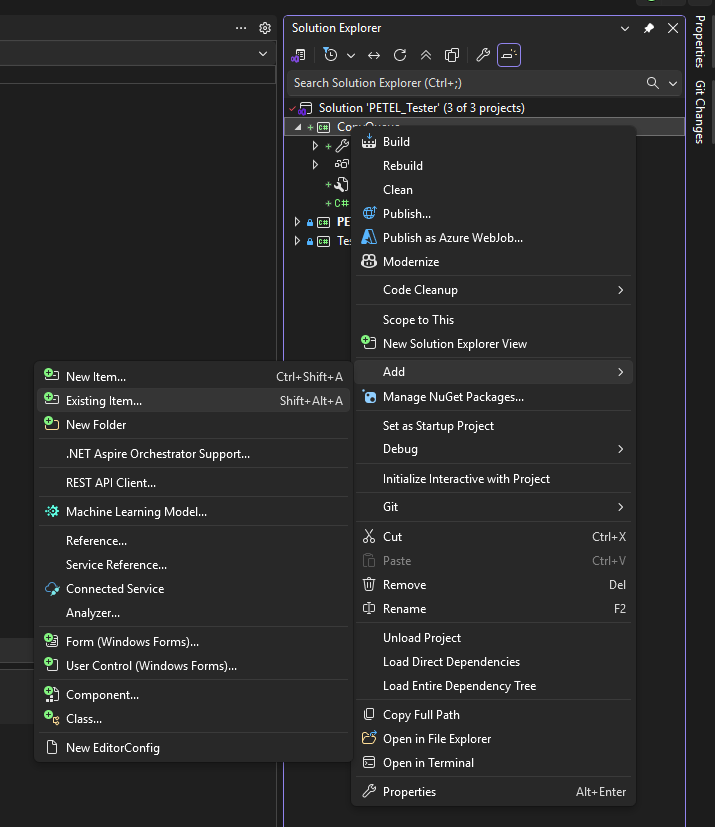 Solution Explorer
Search Solution Explorer (Ctrl+;)
Solution 'PETEL_Tester' (3 of 3 projects)
C#
PE
Te
Build
Rebuild
Clean
Publish...
Publish as Azure WebJob...
Modernize
Code Cleanup
Scope to This
New Solution Explorer View
Add
Manage NuGet Packages...
Set as Startup Project
Debug
Initialize Interactive with Project
Git
Cut Ctrl+X
Paste Ctrl+V
Remove Del
Rename F2
Unload Project
Load Direct Dependencies
Load Entire Dependency Tree
Copy Full Path
Open in File Explorer
Open in Terminal
Properties Alt+Enter
New Item... Ctrl+Shift+A
Existing Item... Shift+Alt+A
New Folder
.NET Aspire Orchestrator Support...
REST API Client...
Machine Learning Model...
Reference...
Service Reference...
Connected Service
Analyzer...
Form (Windows Forms)...
User Control (Windows Forms)...
Component...
Class...
New EditorConfig
Properties
Git Changes